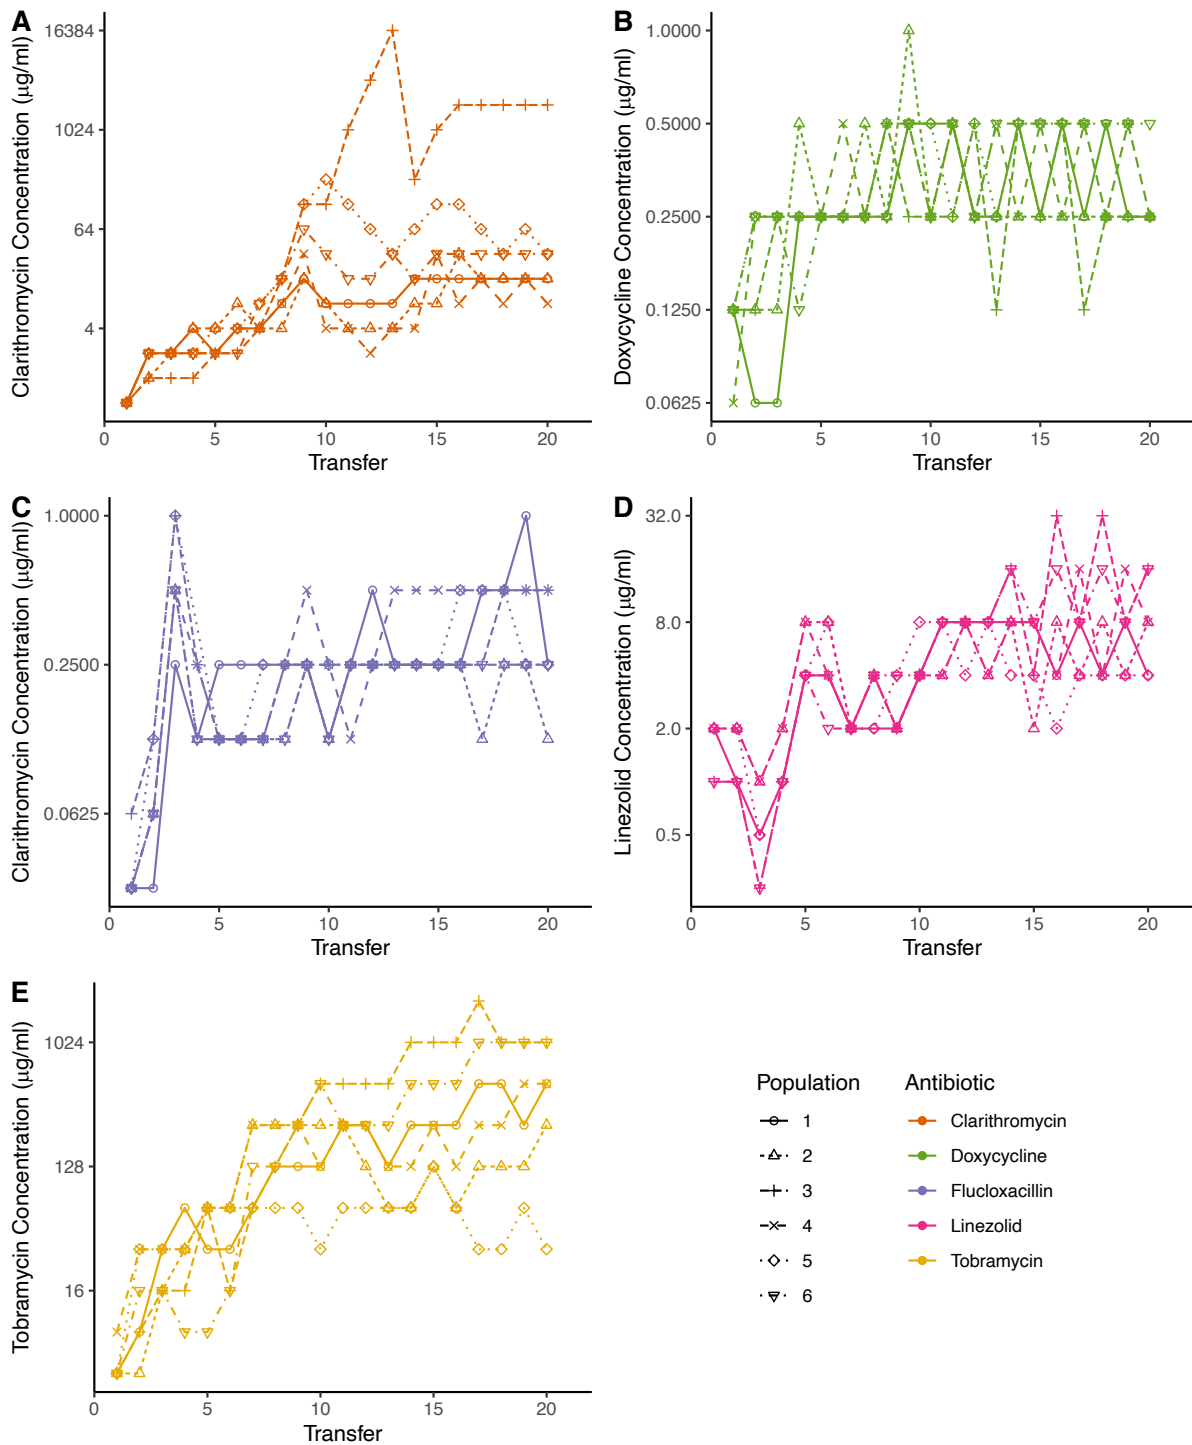 A
Clarithromycin Concentration (μg/ml)
16384
1024
64
4
0
5
10
15
20
Transfer
B
Doxycycline Concentration (μg/ml)
1.0000
0.5000
0.2500
0.1250
0.0625
0
5
10
15
20
Transfer
C
Clarithromycin Concentration (μg/ml)
1.0000
0.2500
0.0625
0
5
10
15
20
Transfer
D
Linezolid Concentration (μg/ml)
32.0
8.0
2.0
0.5
0
5
10
15
20
Transfer
E
Tobramycin Concentration (μg/ml)
1024
128
16
0
5
10
15
20
Transfer
Population
1
2
3
4
5
6
Antibiotic
Clarithromycin
Doxycycline
Flucloxacillin
Linezolid
Tobramycin